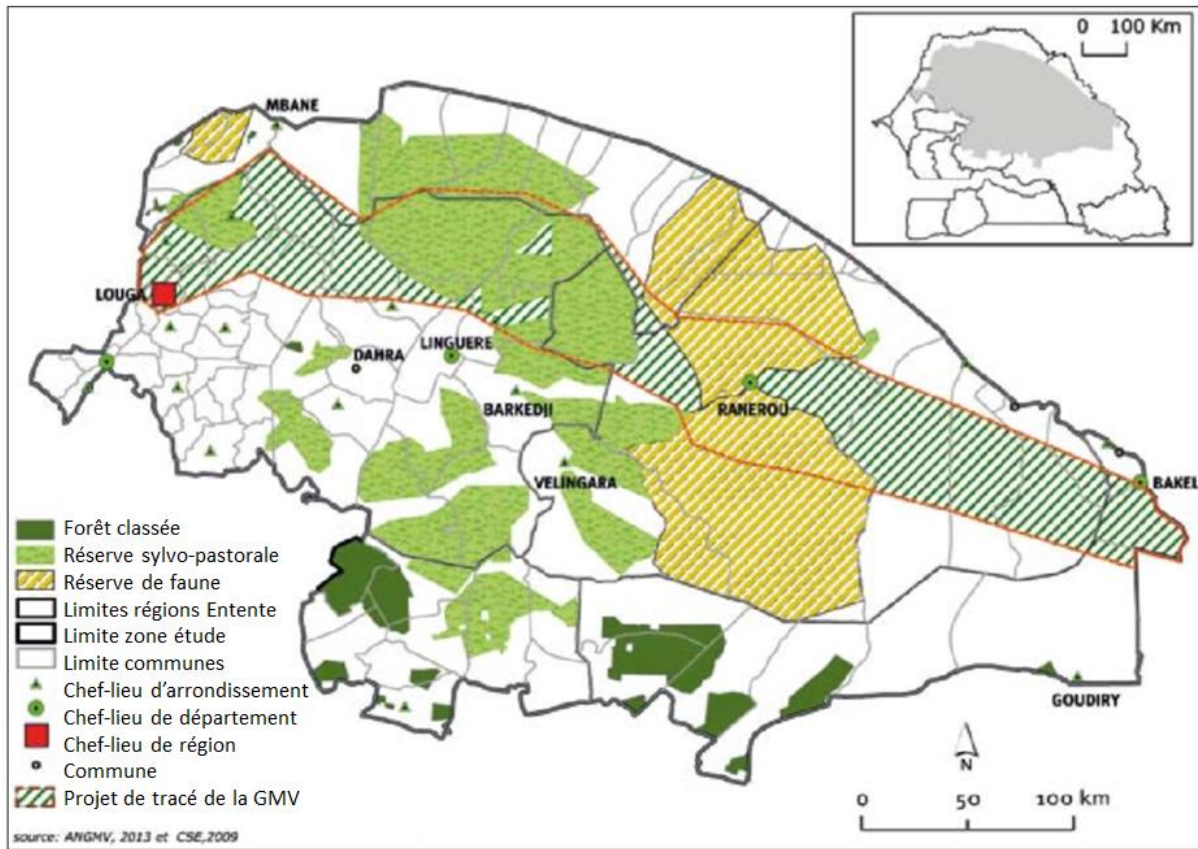 0 100 Km
MBANE
LOUGA
DAHRA
LINGUERE
BARKEDJI
RANEROU
VELINGARA
BAKEL
GOUDIRY
Forêt classée
Réserve sylvo-pastorale
Réserve de faune
Limites régions Entente
Limite zone étude
Limite communes
Chef-lieu d'arrondissement
Chef-lieu de département
Chef-lieu de région
Commune
Projet de tracé de la GMV
N
0 50 100 km
source: ANGMV, 2013 et CSE,2009